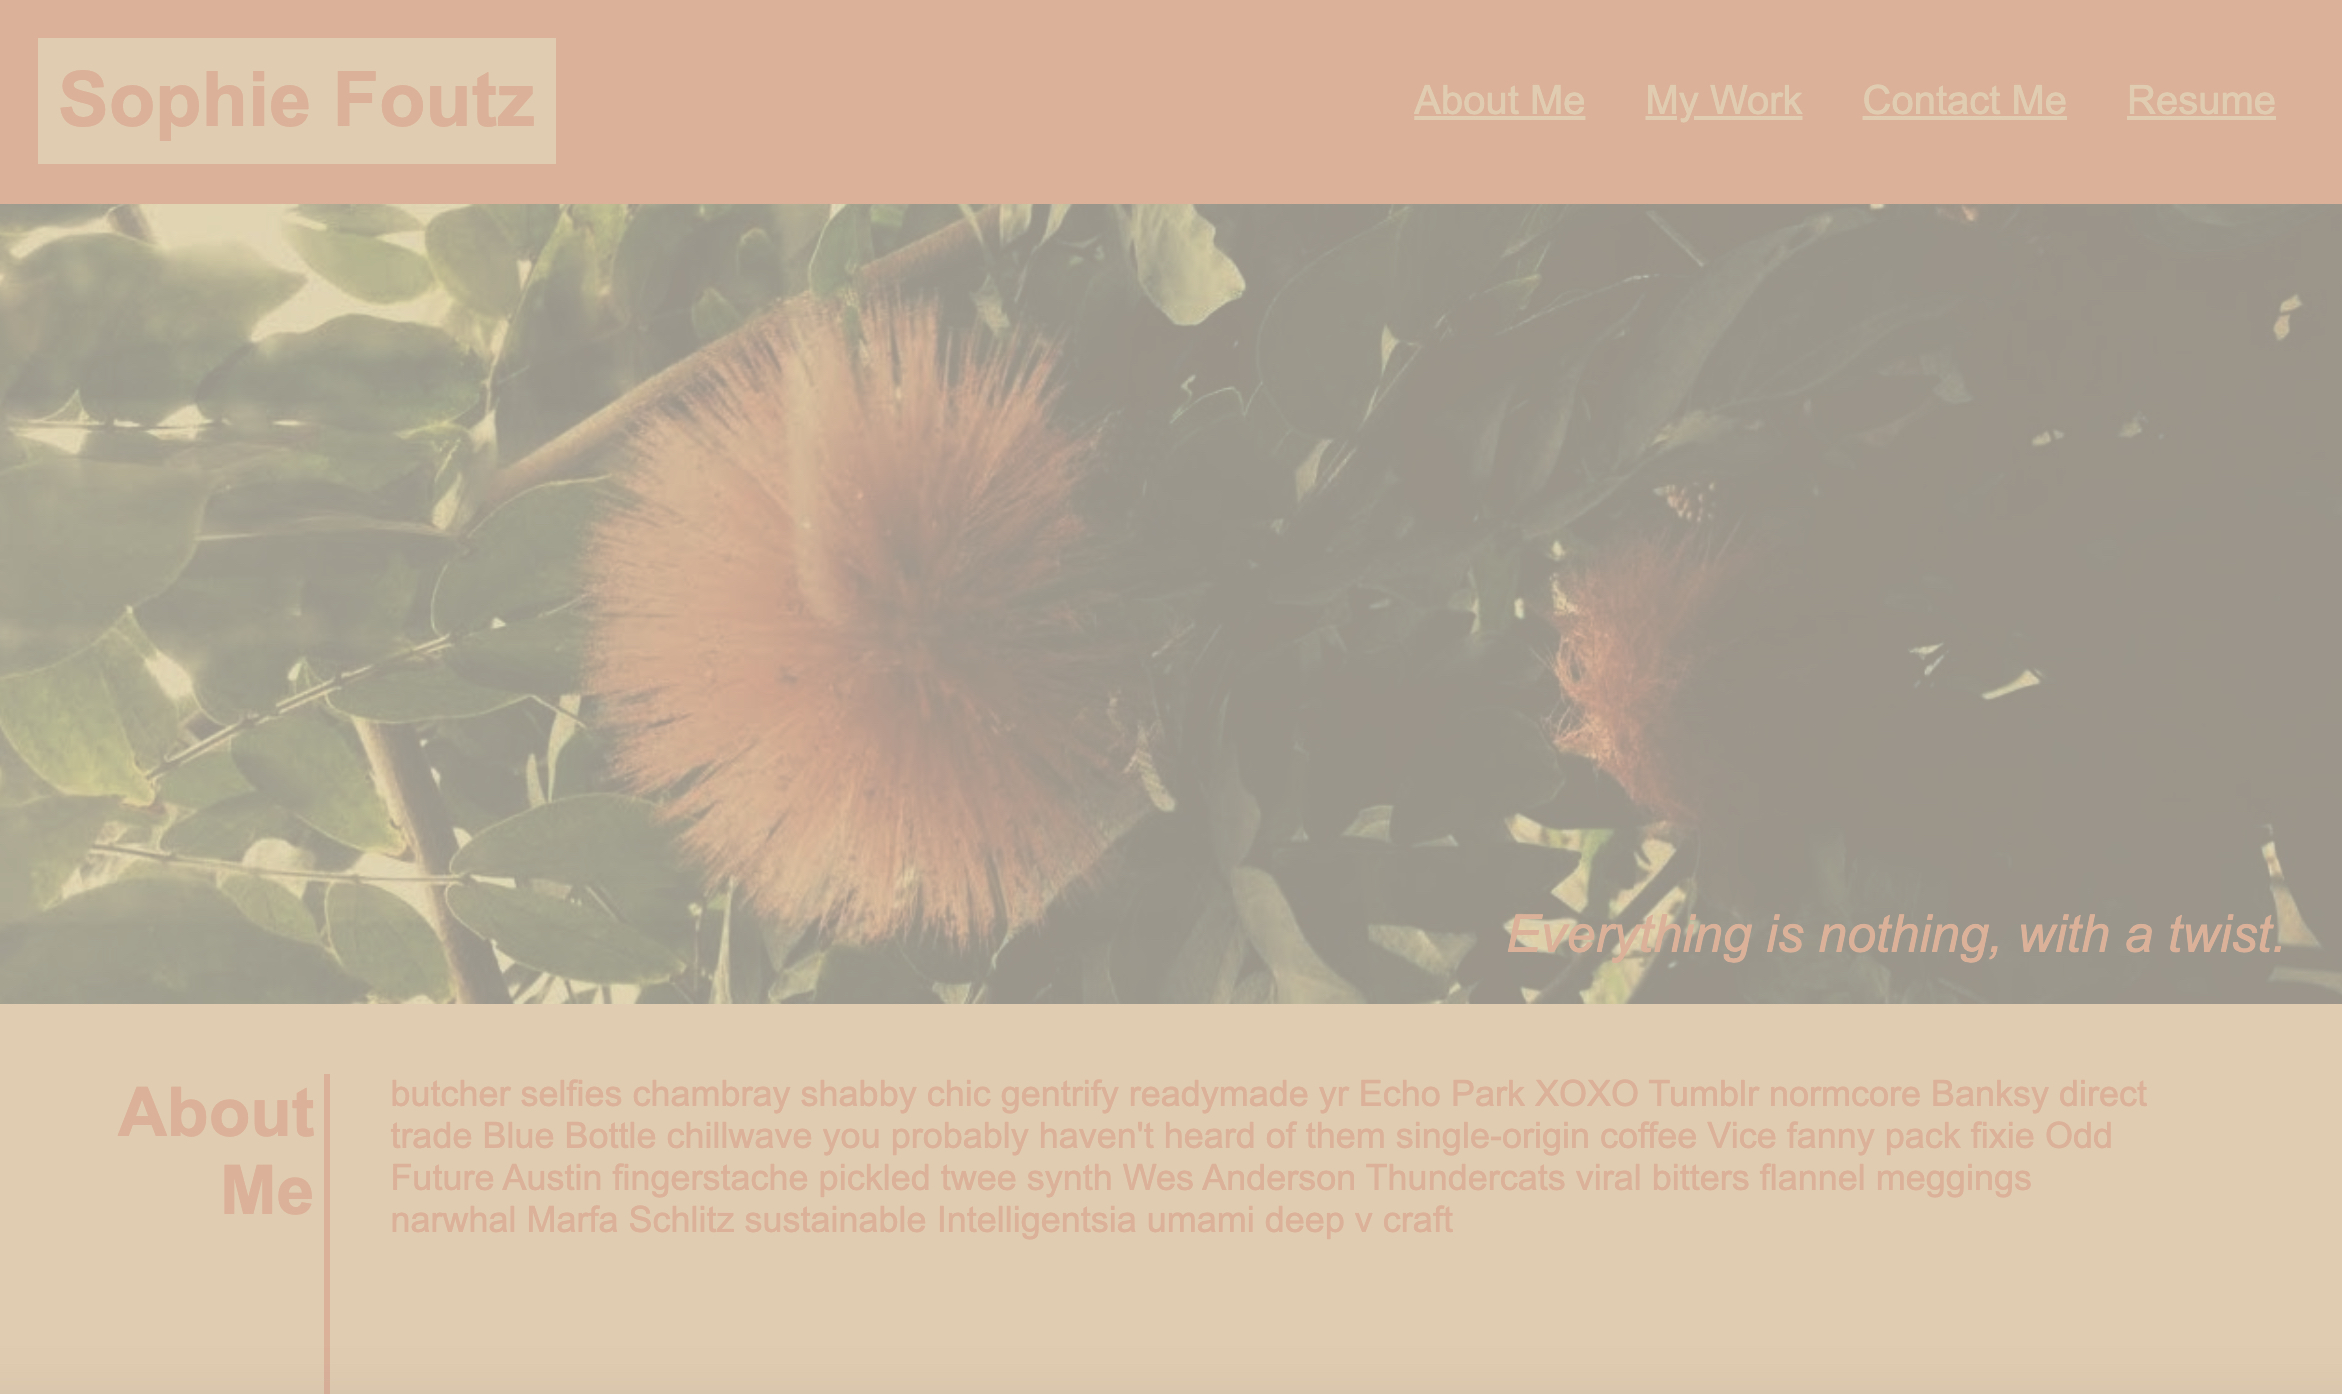 Sophie Foutz
About Me My Work Contact Me Resume
Everything is nothing, with a twist.
About
Me
butcher selfies chambray shabby chic gentrify readymade yr Echo Park XOXO Tumblr normcore Banksy direct
trade Blue Bottle chillwave you probably haven't heard of them single-origin coffee Vice fanny pack fixie Odd
Future Austin fingerstache pickled twee synth Wes Anderson Thundercats viral bitters flannel meggings
narwhal Marfa Schlitz sustainable Intelligentsia umami deep v craft